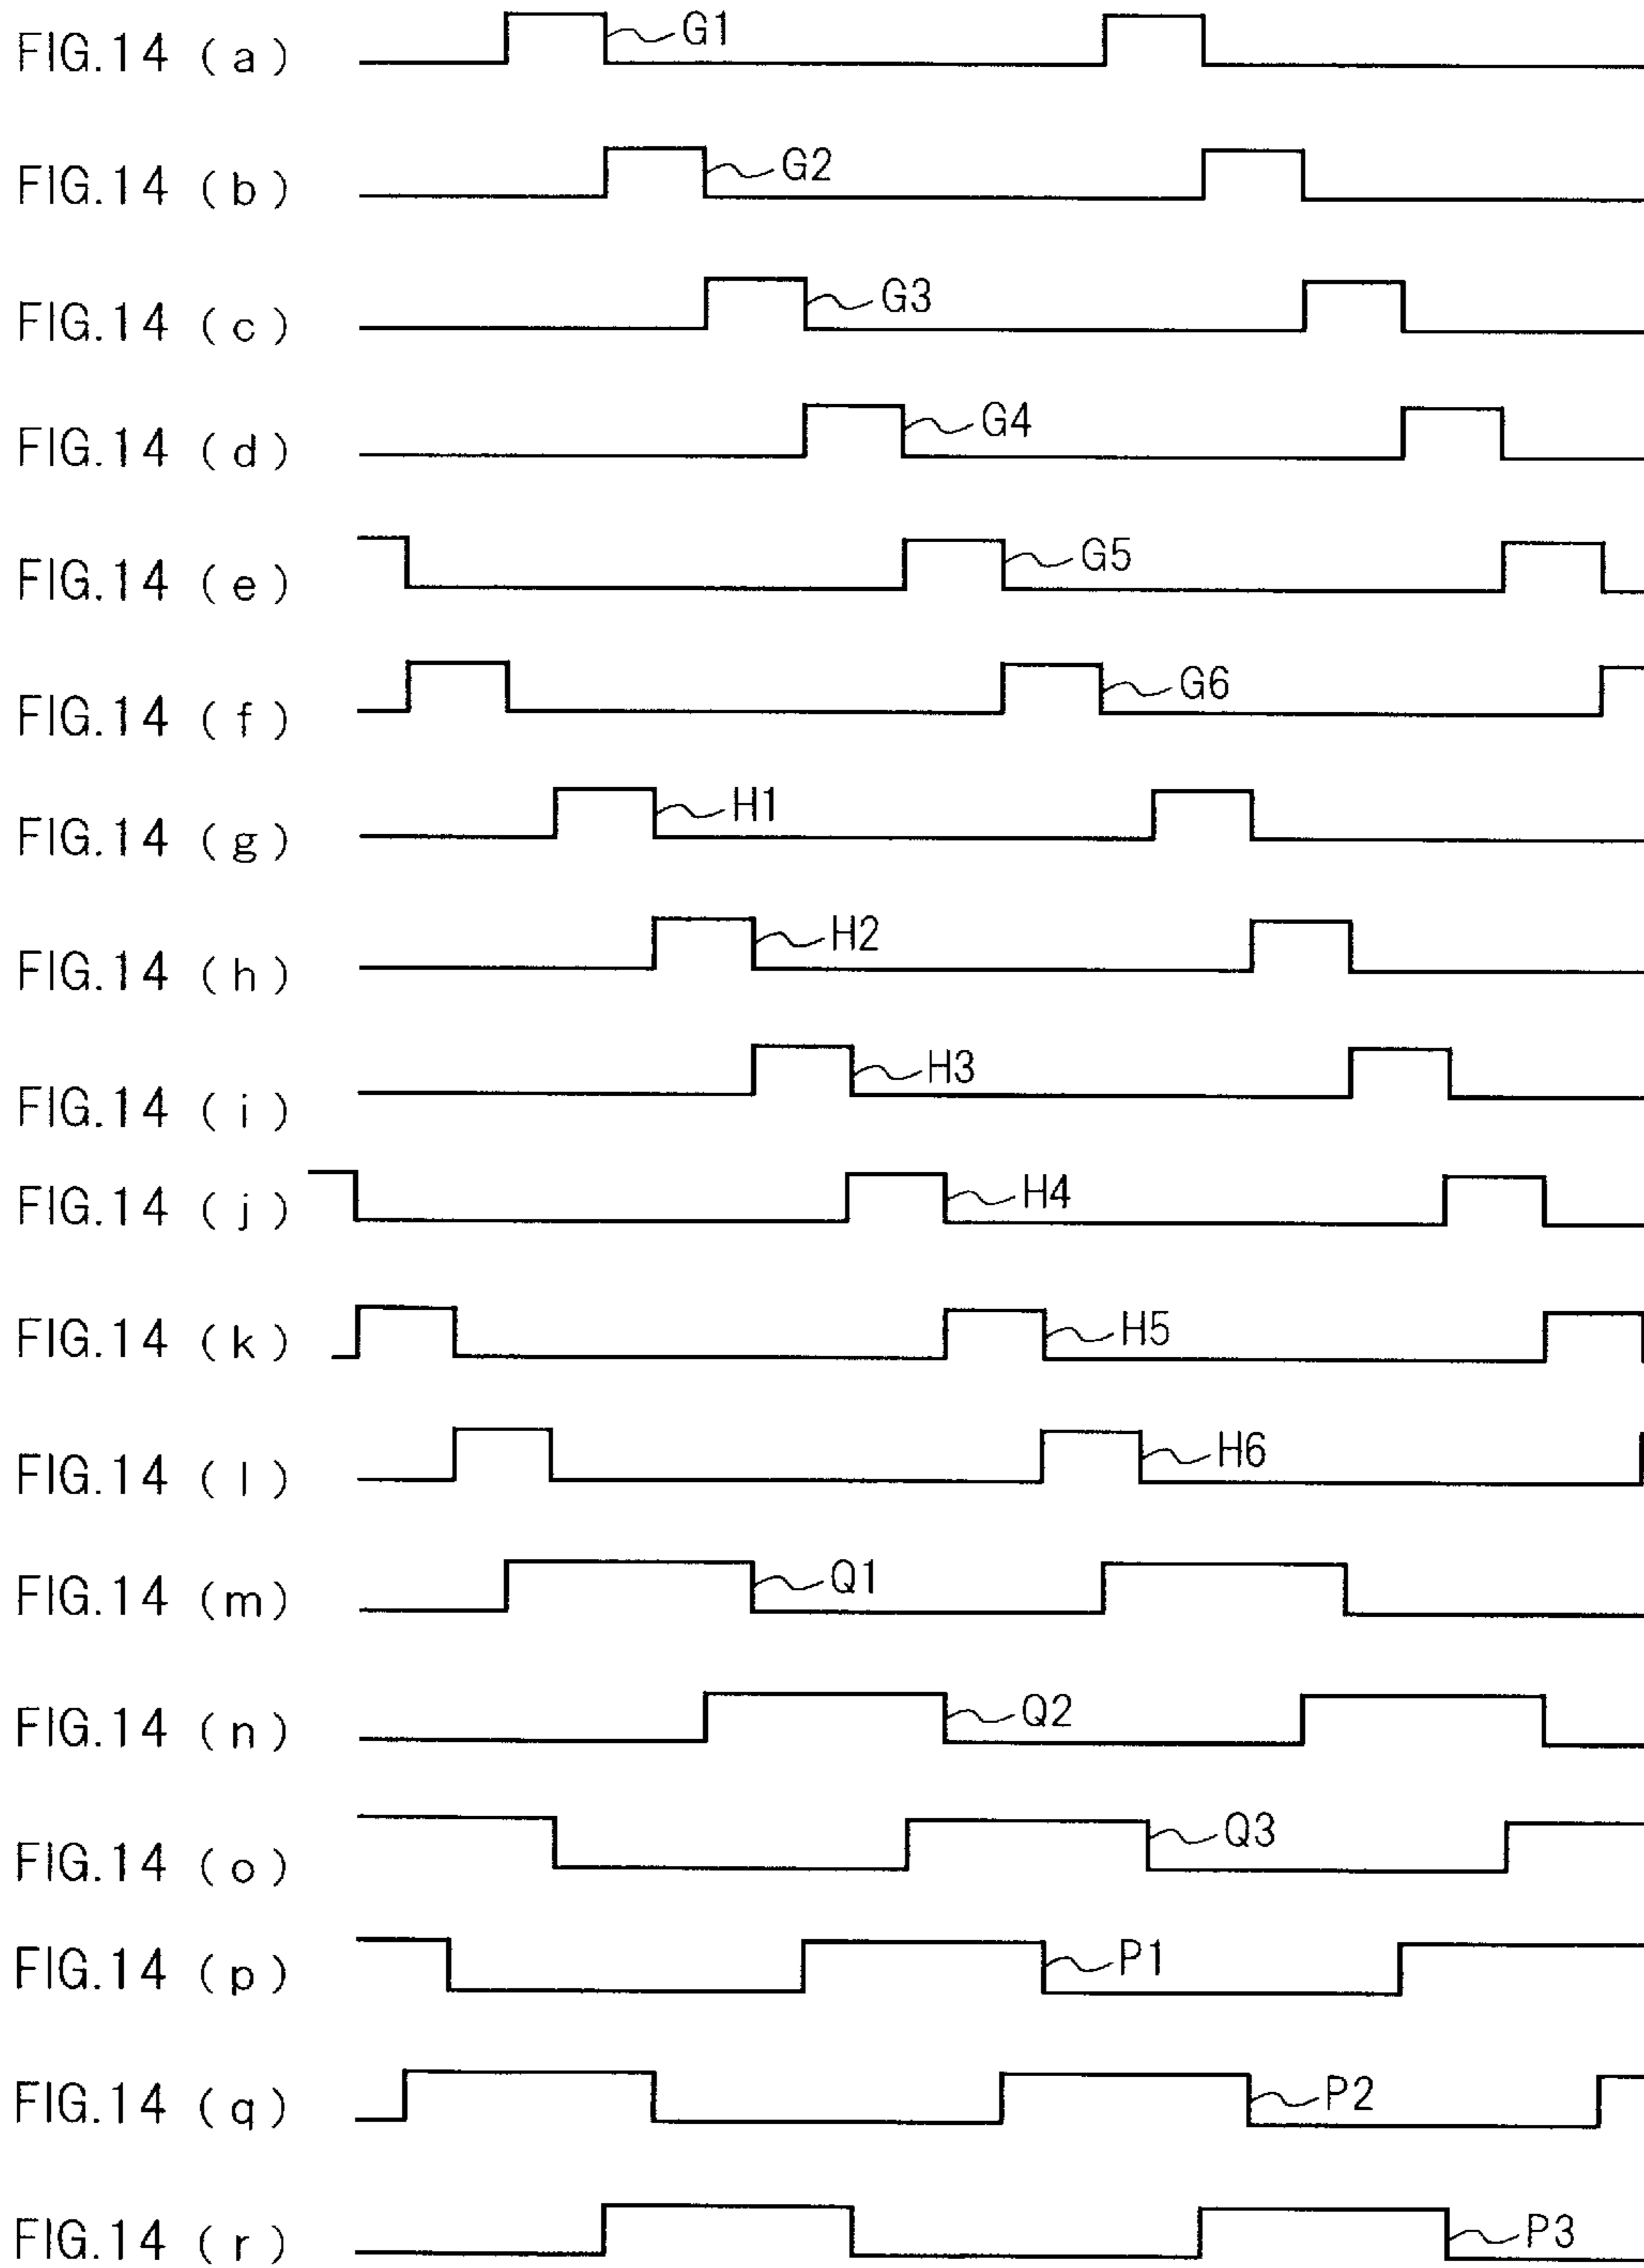 FIG.14 (a) G1
FIG.14 (b) G2
FIG.14 (c) G3
FIG.14 (d) G4
FIG.14 (e) G5
FIG.14 (f) G6
FIG.14 (g) H1
FIG.14 (h) H2
FIG.14 (i) H3
FIG.14 (j) H4
FIG.14 (k) H5
FIG.14 (l) H6
FIG.14 (m) Q1
FIG.14 (n) Q2
FIG.14 (o) Q3
FIG.14 (p) P1
FIG.14 (q) P2
FIG.14 (r) P3